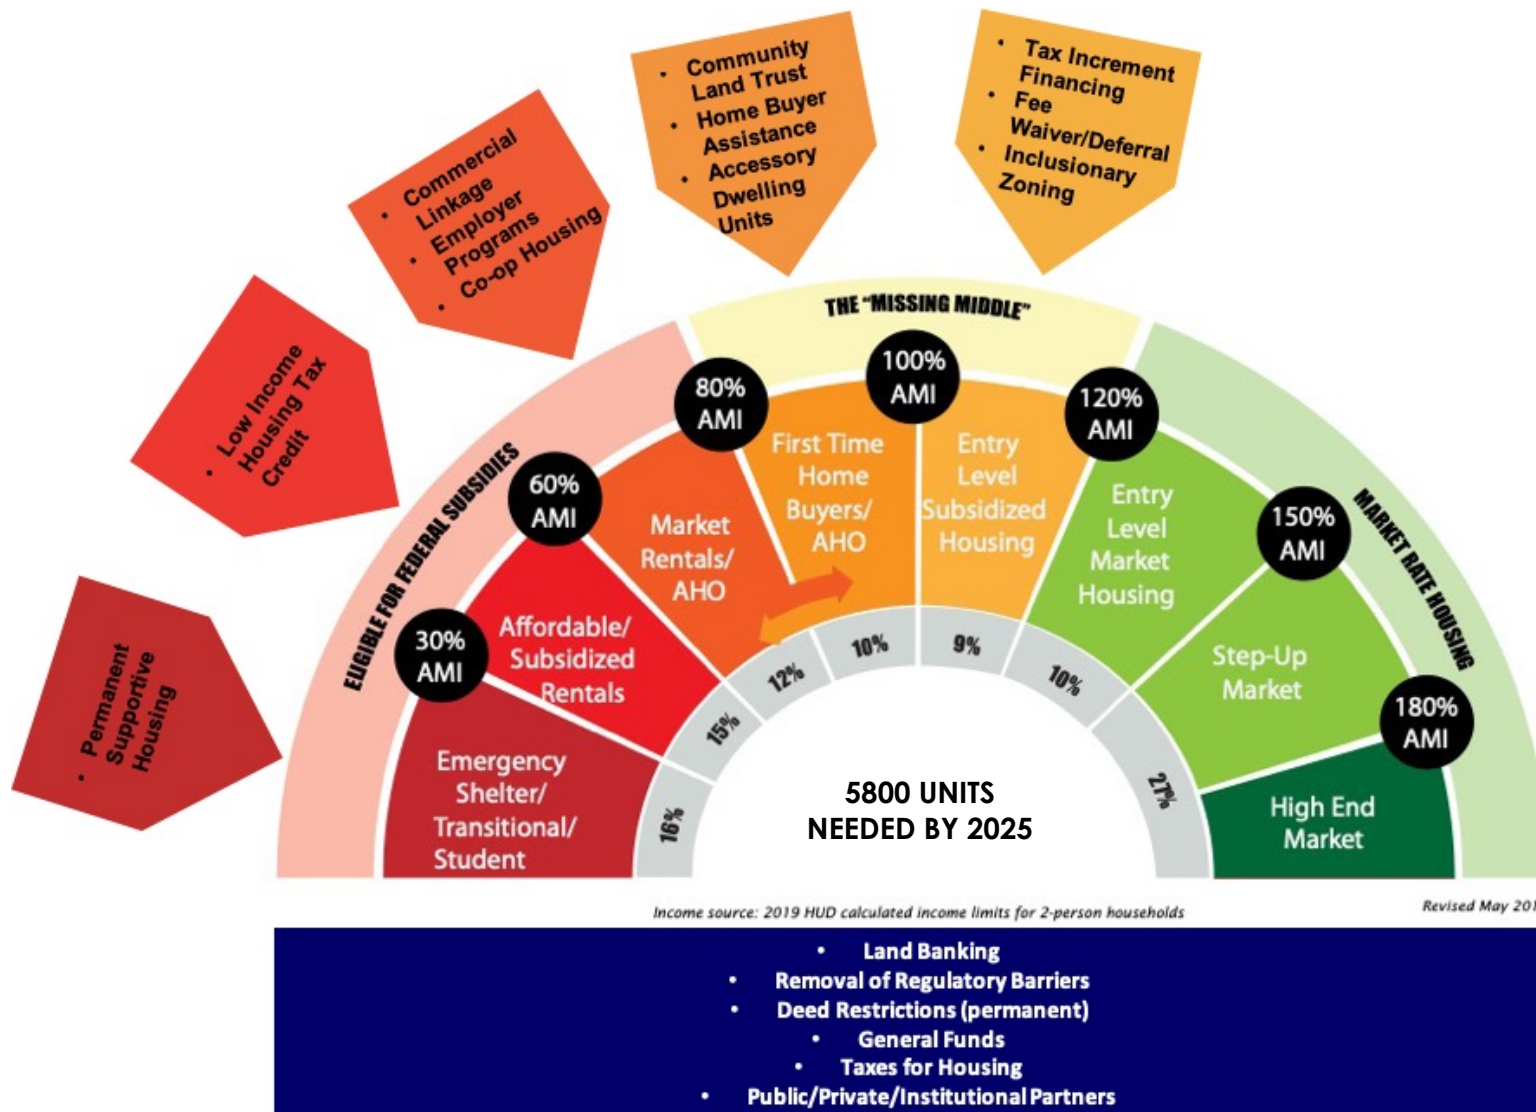 • Community
Land Trust
• Home Buyer
Assistance
• Accessory
Dwelling
Units
• Tax Increment
Financing
• Fee
Waiver/Deferral
• Inclusionary
Zoning
• Commercial
Linkage
• Employer
Programs
• Co-op Housing
• Low Income
Housing Tax
Credit
• Permanent
Supportive
Housing
ELIGIBLE FOR FEDERAL SUBSIDIES
THE "MISSING MIDDLE"
MARKET RATE HOUSING
30%
AMI
60%
AMI
80%
AMI
100%
AMI
120%
AMI
150%
AMI
180%
AMI
Emergency
Shelter/
Transitional/
Student
Affordable/
Subsidized
Rentals
Market
Rentals/
AHO
First Time
Home
Buyers/
AHO
Entry
Level
Subsidized
Housing
Entry
Level
Market
Housing
Step-Up
Market
High End
Market
16%
15%
12%
10%
9%
10%
27%
5800 UNITS
NEEDED BY 2025
Income source: 2019 HUD calculated income limits for 2-person households
Revised May 201
• Land Banking
• Removal of Regulatory Barriers
• Deed Restrictions (permanent)
• General Funds
• Taxes for Housing
• Public/Private/Institutional Partners